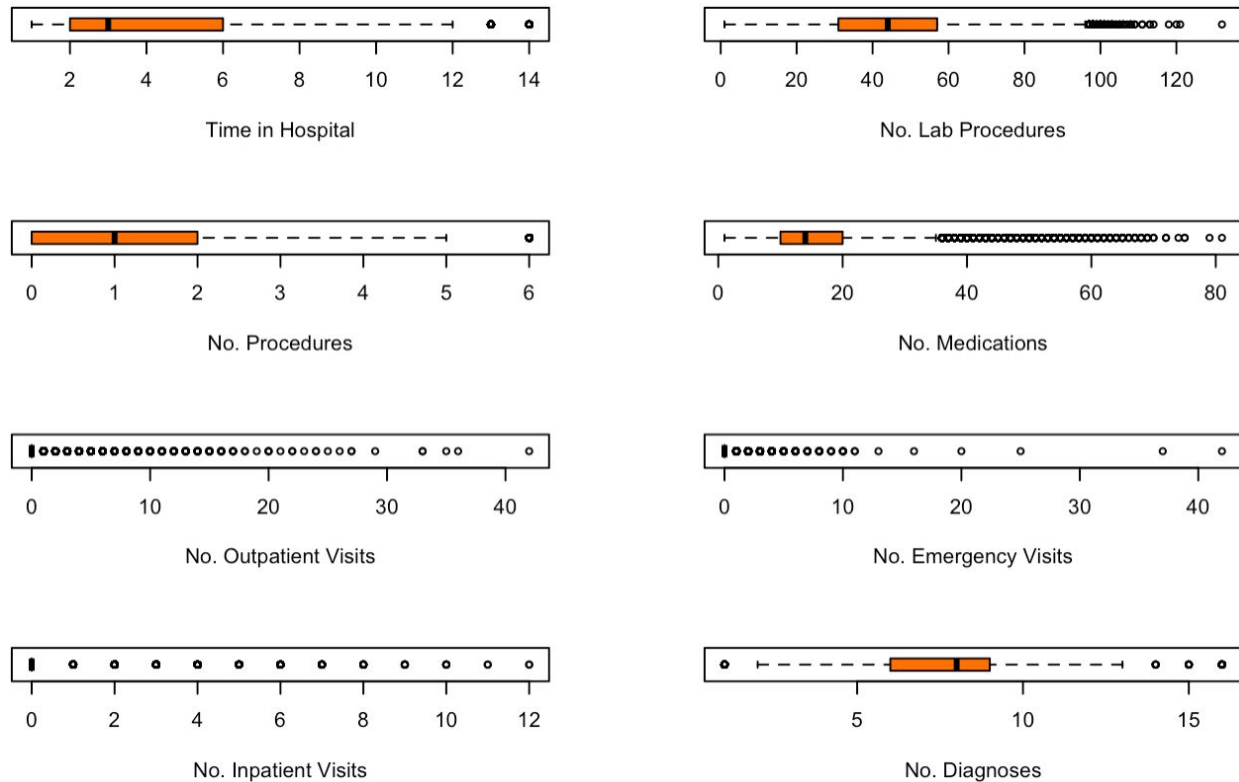 2 4 6 8 10 12 14
Time in Hospital
0 20 40 60 80 100 120
No. Lab Procedures
0 1 2 3 4 5 6
No. Procedures
0 20 40 60 80
No. Medications
0 10 20 30 40
No. Outpatient Visits
0 10 20 30 40
No. Emergency Visits
0 2 4 6 8 10 12
No. Inpatient Visits
5 10 15
No. Diagnoses